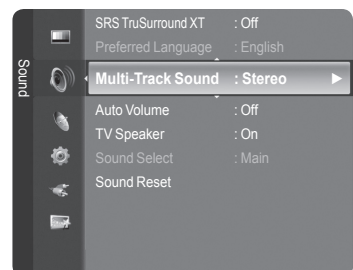 Sound
SRS TruSurround XT : Off
Preferred Language : English
Multi-Track Sound : Stereo
Auto Volume : Off
TV Speaker : On
Sound Select : Main
Sound Reset